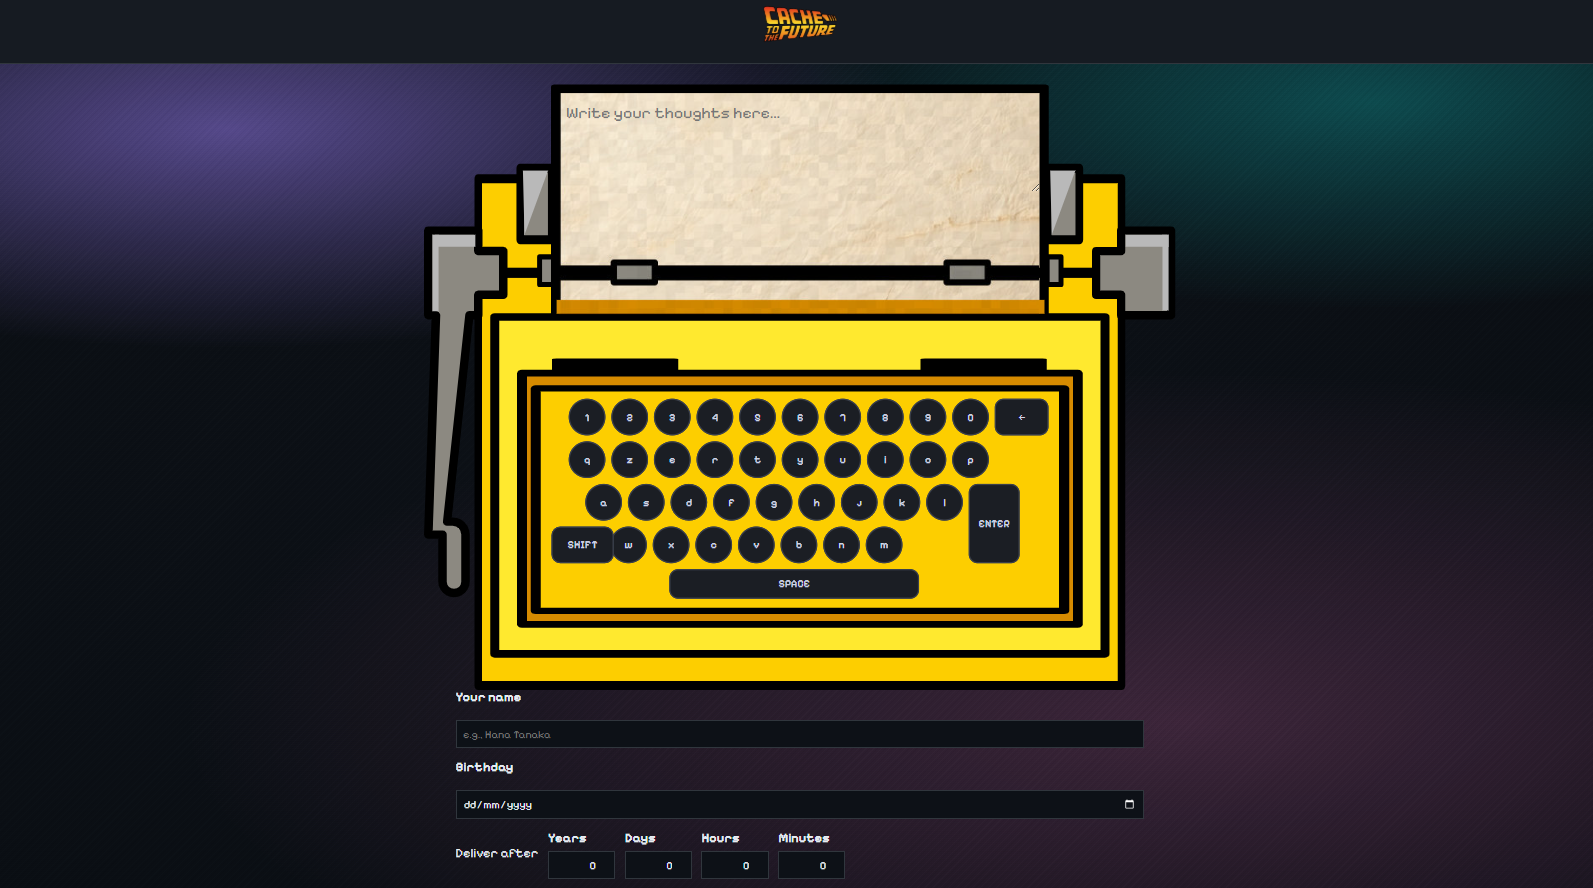 CACHE
TO
THE FUTURE
Write your thoughts here...
1 2 3 4 5 6 7 8 9 0 ←
q z e r t y u i o p
a s d f g h j k l ENTER
SHIFT w x c v b n m
SPACE
Your name
e.g., Hana Tanaka
Birthday
dd/mm/yyyy
Years Days Hours Minutes
Deliver after 0 0 0 0